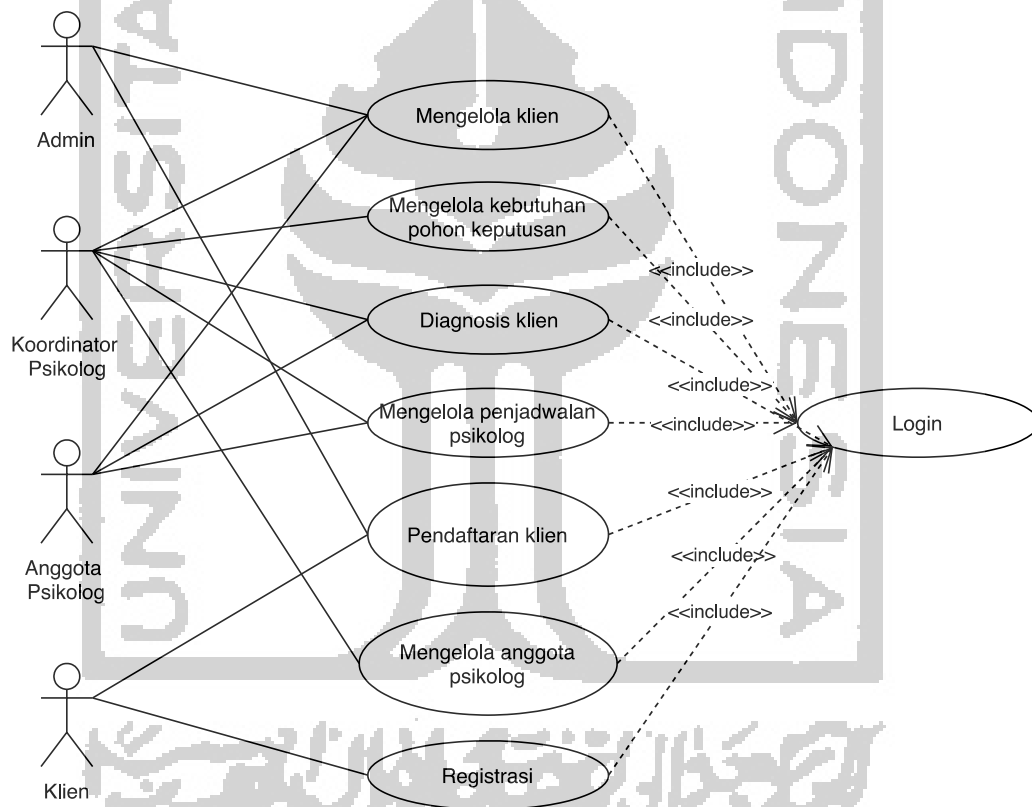 Admin
Koordinator
Psikolog
Anggota
Psikolog
Klien
Mengelola klien
Mengelola kebutuhan
pohon keputusan
Diagnosis klien
Mengelola penjadwalan
psikolog
Pendaftaran klien
Mengelola anggota
psikolog
Registrasi
<<include>>
<<include>>
<<include>>
<<include>>
<<include>>
<<include>>
<<include>>
Login